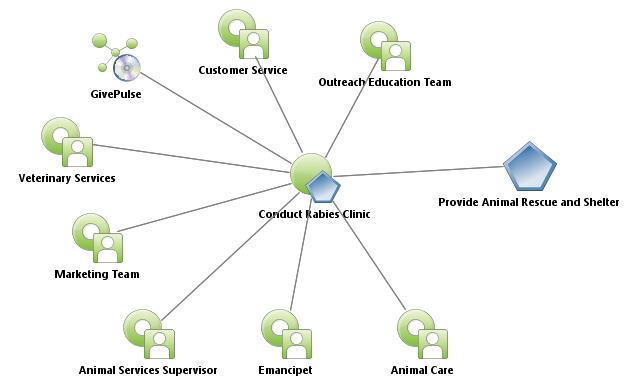 Customer Service
Outreach Education Team
GivePulse
Veterinary Services
Provide Animal Rescue and Shelter
Conduct Rabies Clinic
Marketing Team
Animal Services Supervisor
Emancipet
Animal Care